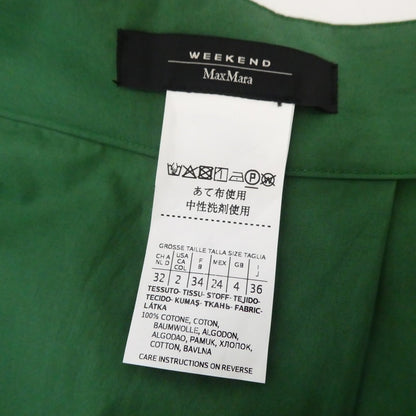 WEEKEND
MaxMara
あて布使用
中性洗剤使用
GROSSE TAILLE TALLA SIZE TAGLIA
CH A NL D USA CA COL F B MEX GB I J
32 2 34 24 4 36
TESSUTO- TISSU- STOFF- TEJIDO-
TECIDO- KUMAŞ- ТКАНЬ- FABRIC-
LÁTKA
100% COTONE, COTON,
BAUMWOLLE, ALGODON,
ALGODAO, PAMUK, ХЛОПОК,
COTTON, BAVLNA
CARE INSTRUCTIONS ON REVERSE